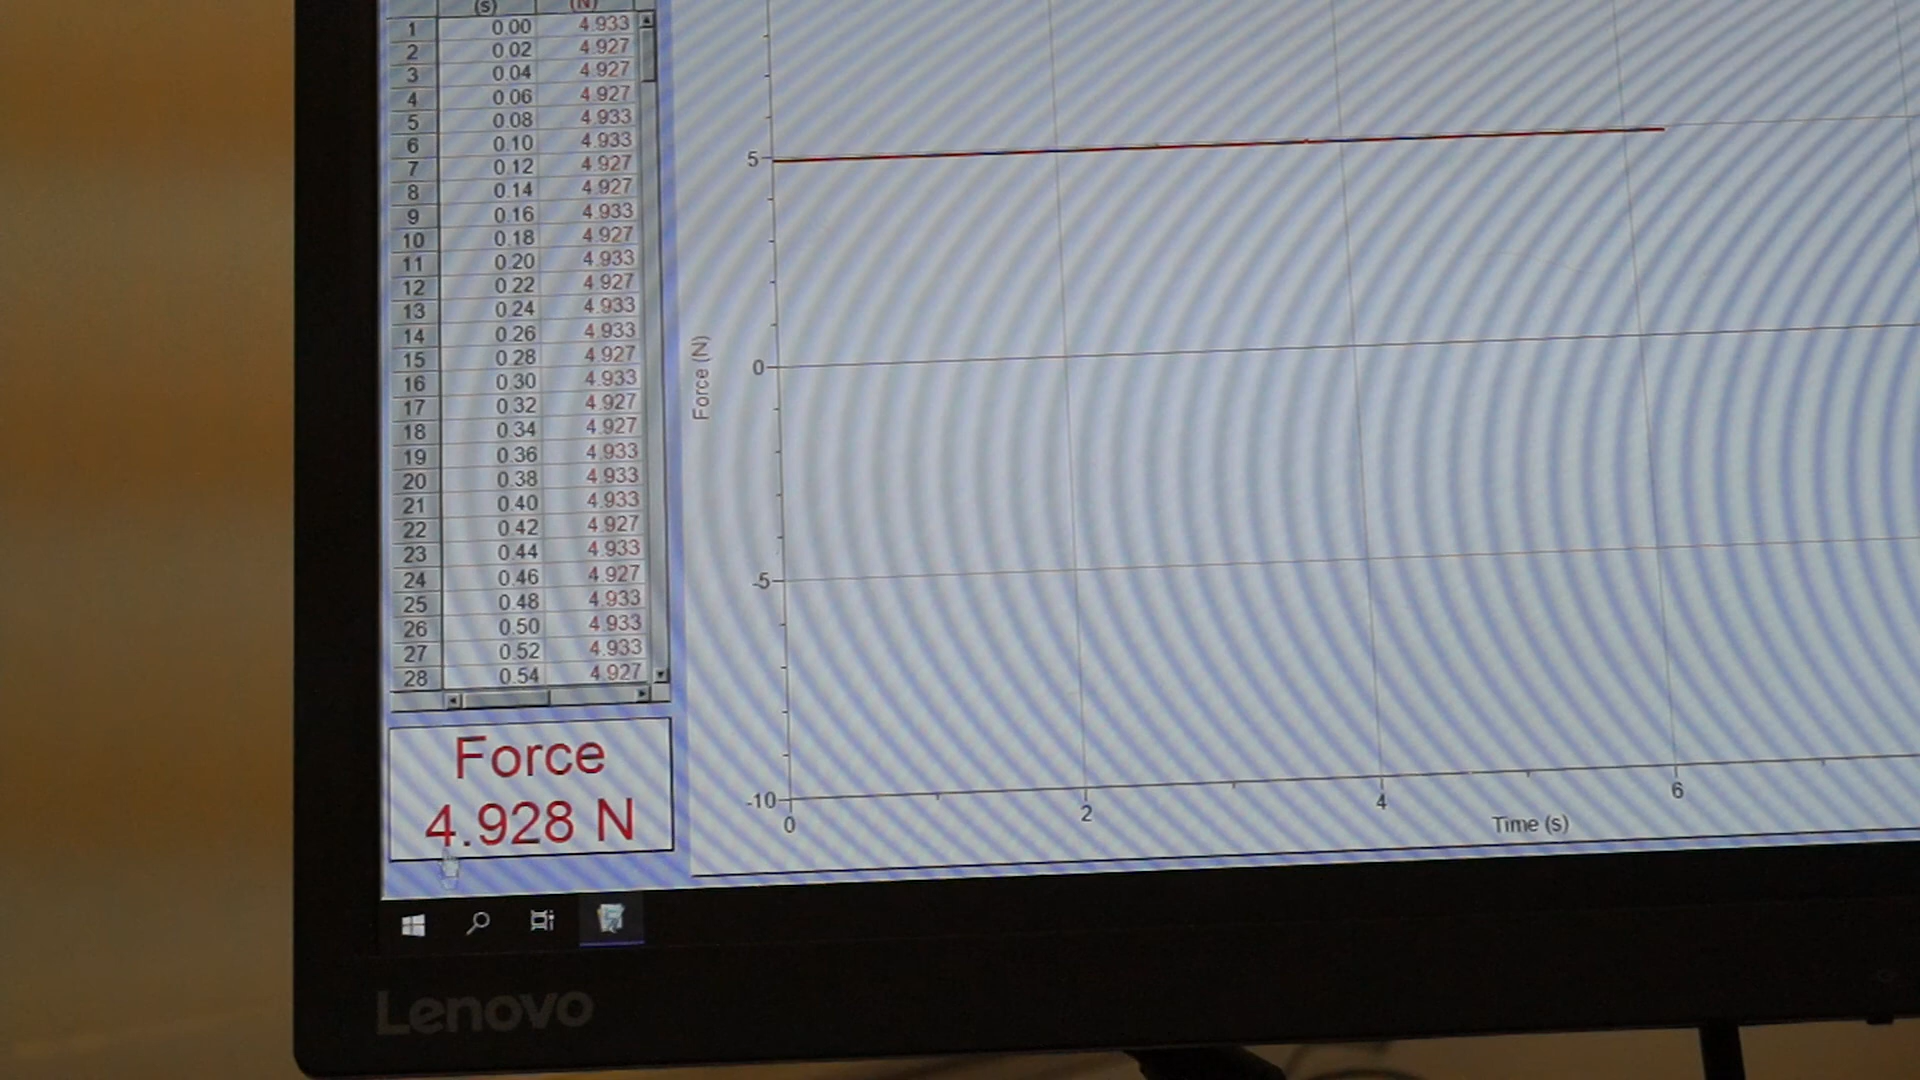 (s) (N)
1 0.00 4.933
2 0.02 4.927
3 0.04 4.927
4 0.06 4.927
5 0.08 4.933
6 0.10 4.933
7 0.12 4.927
8 0.14 4.927
9 0.16 4.933
10 0.18 4.927
11 0.20 4.933
12 0.22 4.927
13 0.24 4.933
14 0.26 4.933
15 0.28 4.927
16 0.30 4.933
17 0.32 4.927
18 0.34 4.927
19 0.36 4.933
20 0.38 4.933
21 0.40 4.933
22 0.42 4.927
23 0.44 4.933
24 0.46 4.927
25 0.48 4.933
26 0.50 4.933
27 0.52 4.933
28 0.54 4.927
Force
4.928 N
Force (N)
5
0
-5
-10
0 2 4 6
Time (s)
Lenovo